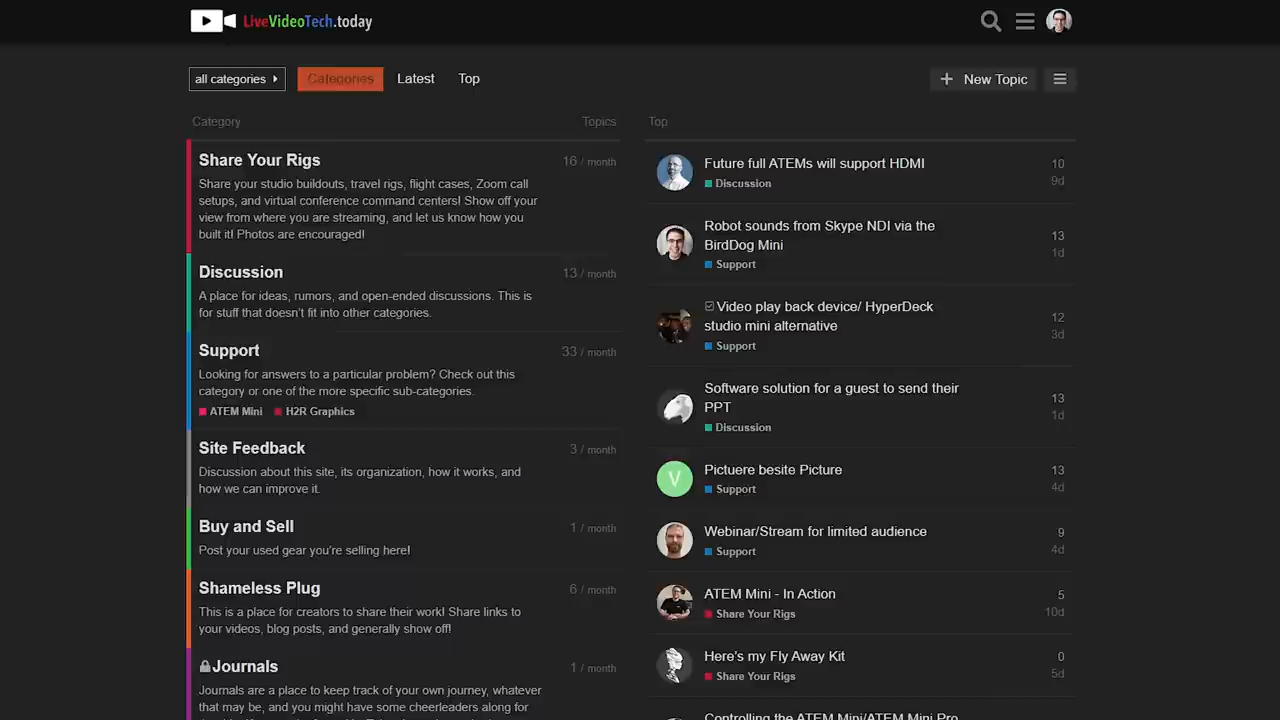 LiveVideoTech.today
all categories
Categories
Latest
Top
New Topic
Category
Topics
Share Your Rigs
16 / month
Share your studio buildouts, travel rigs, flight cases, Zoom call
setups, and virtual conference command centers! Show off your
view from where you are streaming, and let us know how you
built it! Photos are encouraged!
Discussion
13 / month
A place for ideas, rumors, and open-ended discussions. This is
for stuff that doesn't fit into other categories.
Support
33 / month
Looking for answers to a particular problem? Check out this
category or one of the more specific sub-categories.
ATEM Mini
H2R Graphics
Site Feedback
3 / month
Discussion about this site, its organization, how it works, and
how we can improve it.
Buy and Sell
1 / month
Post your used gear you're selling here!
Shameless Plug
6 / month
This is a place for creators to share their work! Share links to
your videos, blog posts, and generally show off!
Journals
1 / month
Journals are a place to keep track of your own journey, whatever
that may be, and you might have some cheerleaders along for
Top
Future full ATEMs will support HDMI
10
Discussion
9d
Robot sounds from Skype NDI via the
BirdDog Mini
13
1d
Support
Video play back device/ HyperDeck
studio mini alternative
12
3d
Support
Software solution for a guest to send their
PPT
13
1d
Discussion
V
Pictuere besite Picture
13
Support
4d
Webinar/Stream for limited audience
9
Support
4d
ATEM Mini - In Action
5
Share Your Rigs
10d
Here's my Fly Away Kit
0
Share Your Rigs
5d
Controlling the ATEM Mini/ATEM Mini Pro